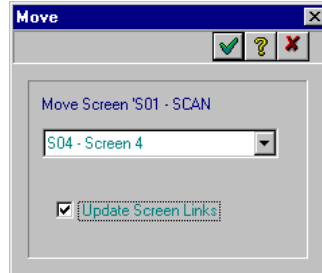 Move
Move Screen 'S01 - SCAN
S04 - Screen 4
Update Screen Links